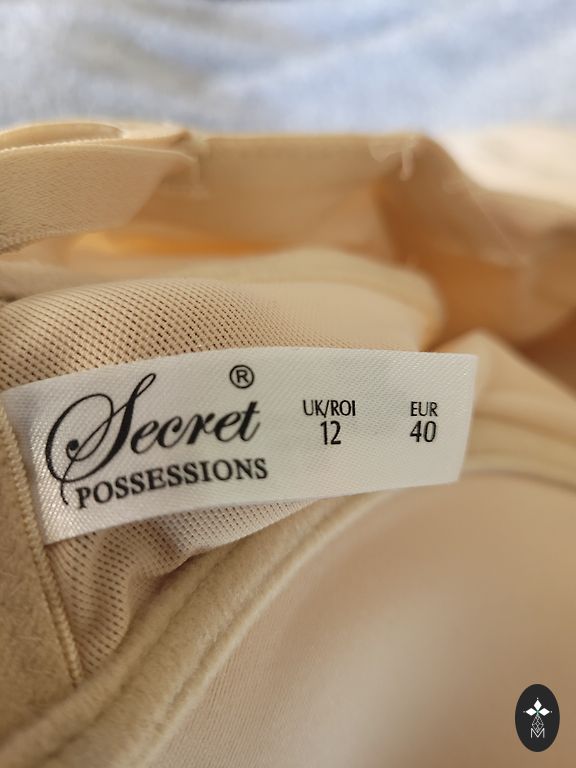 Secret®
POSSESSIONS
UK/ROI
12
EUR
40
M